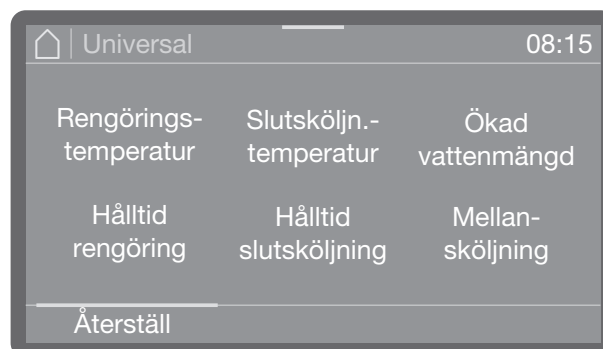 Universal 08:15
Rengörings- Slutsköljn.- Ökad
temperatur temperatur vattenmängd
Hålltid Hålltid Mellan-
rengöring slutsköljning sköljning
Återställ